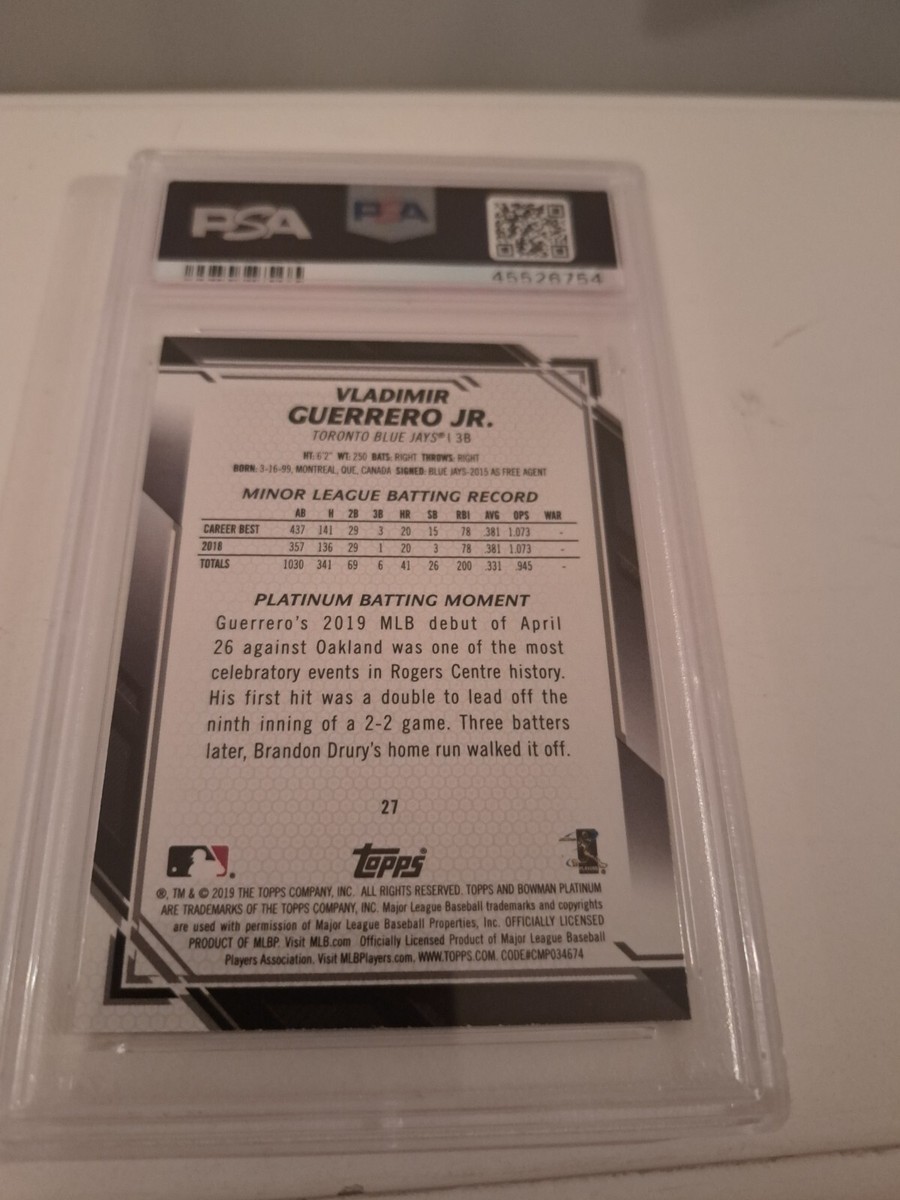 PSA PSA
45526754
VLADIMIR
GUERRERO JR.
TORONTO BLUE JAYS® | 3B
HT: 6'2" WT: 250 BATS: RIGHT THROWS: RIGHT
BORN: 3-16-99, MONTREAL, QUE, CANADA SIGNED: BLUE JAYS-2015 AS FREE AGENT
MINOR LEAGUE BATTING RECORD
AB H 2B 3B HR SB RBI AVG OPS WAR
CAREER BEST 437 141 29 3 20 15 78 .381 1.073 -
2018 357 136 29 1 20 3 78 .381 1.073 -
TOTALS 1030 341 69 6 41 26 200 .331 .945 -
PLATINUM BATTING MOMENT
Guerrero's 2019 MLB debut of April
26 against Oakland was one of the most
celebratory events in Rogers Centre history.
His first hit was a double to lead off the
ninth inning of a 2-2 game. Three batters
later, Brandon Drury's home run walked it off.
27
Topps
®, TM & © 2019 THE TOPPS COMPANY, INC. ALL RIGHTS RESERVED. TOPPS AND BOWMAN PLATINUM
ARE TRADEMARKS OF THE TOPPS COMPANY, INC. Major League Baseball trademarks and copyrights
are used with permission of Major League Baseball Properties, Inc. OFFICIALLY LICENSED
PRODUCT OF MLBP. Visit MLB.com Officially Licensed Product of Major League Baseball
Players Association. Visit MLBPlayers.com. WWW.TOPPS.COM. CODE#CMP034674